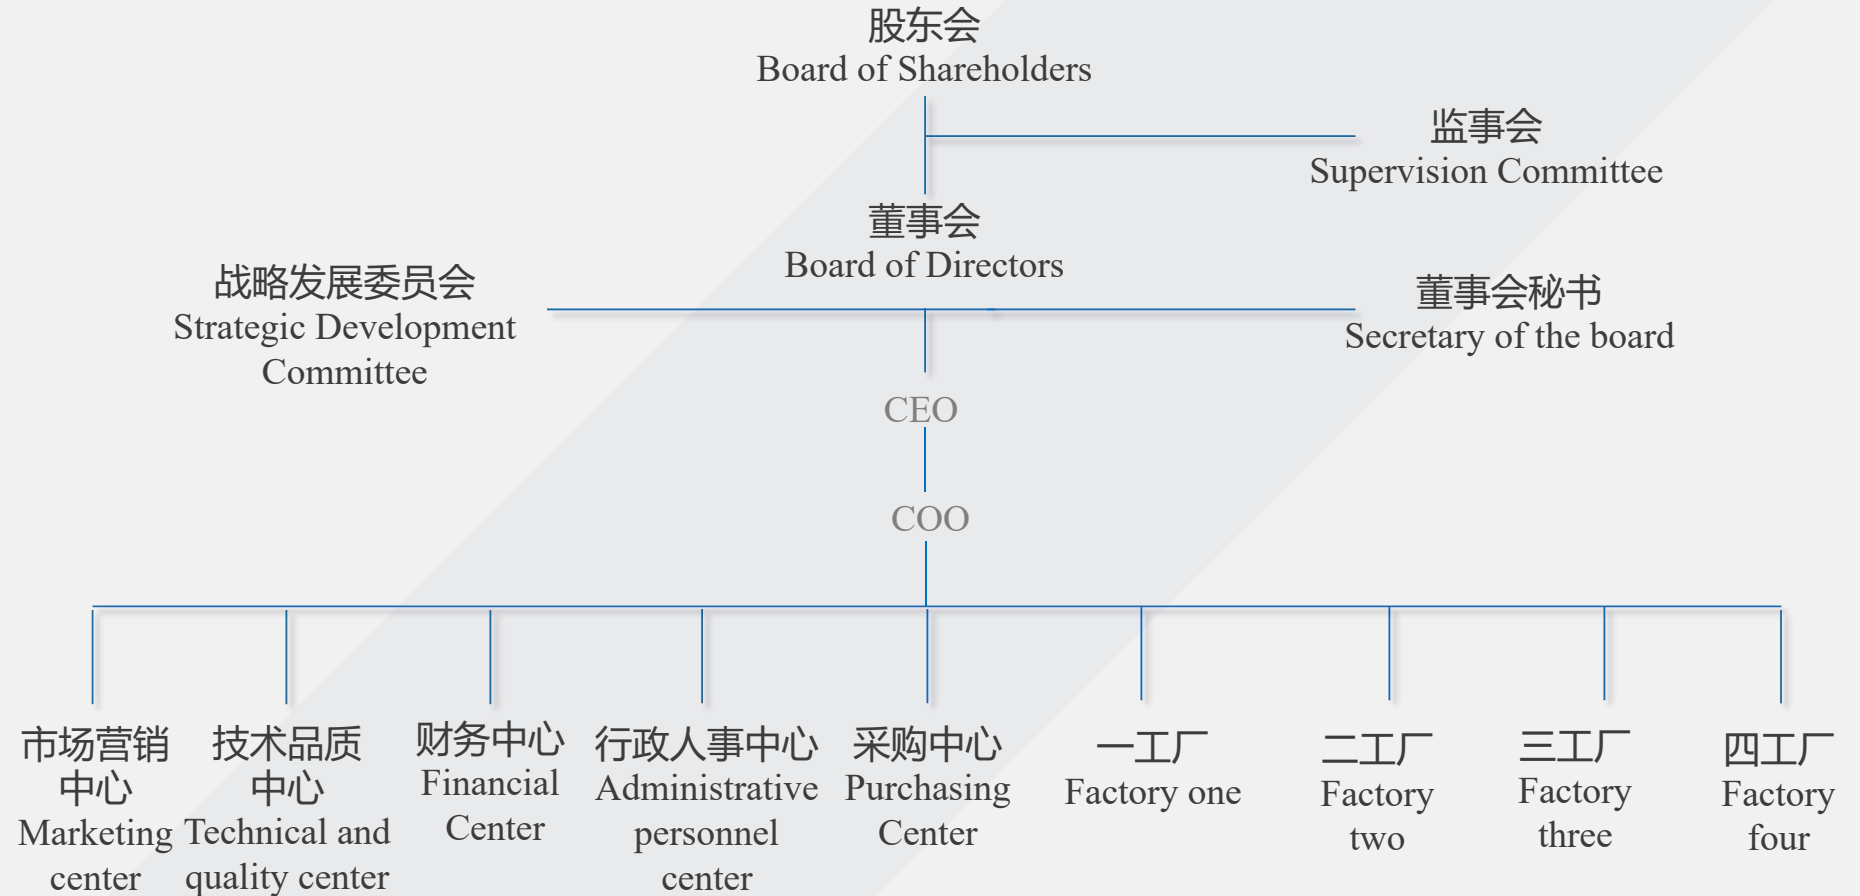 股东会
Board of Shareholders
监事会
Supervision Committee
董事会
Board of Directors
战略发展委员会
Strategic Development
Committee
董事会秘书
Secretary of the board
CEO
COO
市场营销
中心
Marketing
center
技术品质
中心
Technical and
quality center
财务中心
Financial
Center
行政人事中心
Administrative
personnel
center
采购中心
Purchasing
Center
一工厂
Factory one
二工厂
Factory
two
三工厂
Factory
three
四工厂
Factory
four